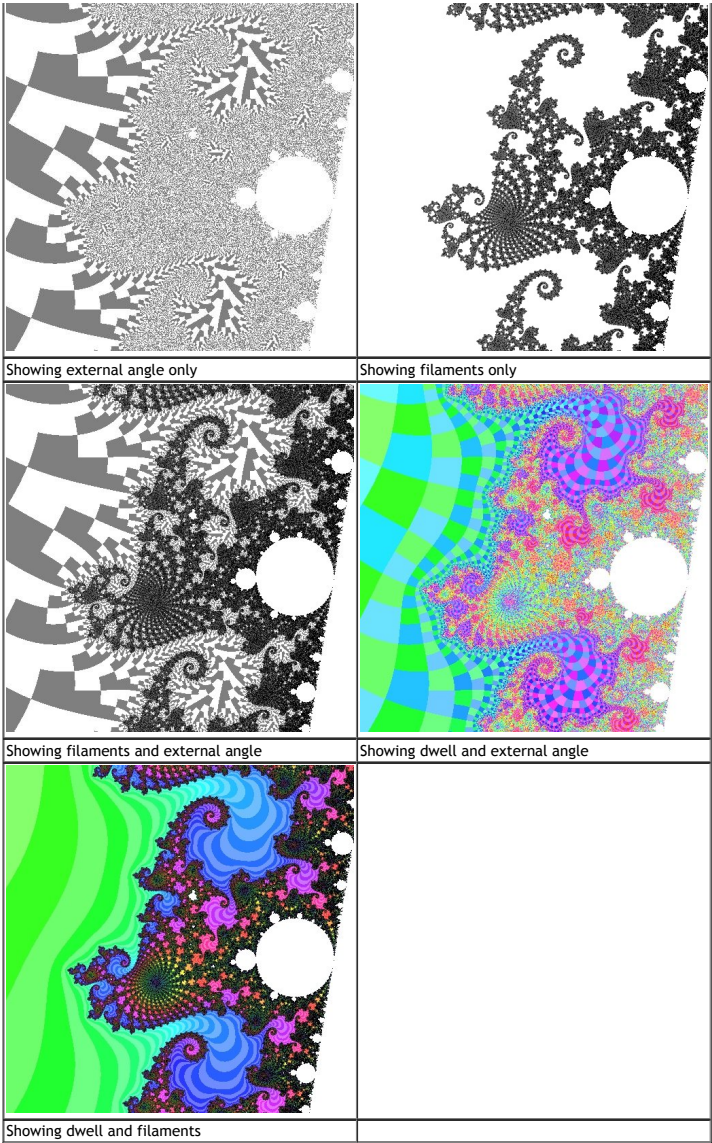 Showing external angle only
Showing filaments only
Showing filaments and external angle
Showing dwell and external angle
Showing dwell and filaments